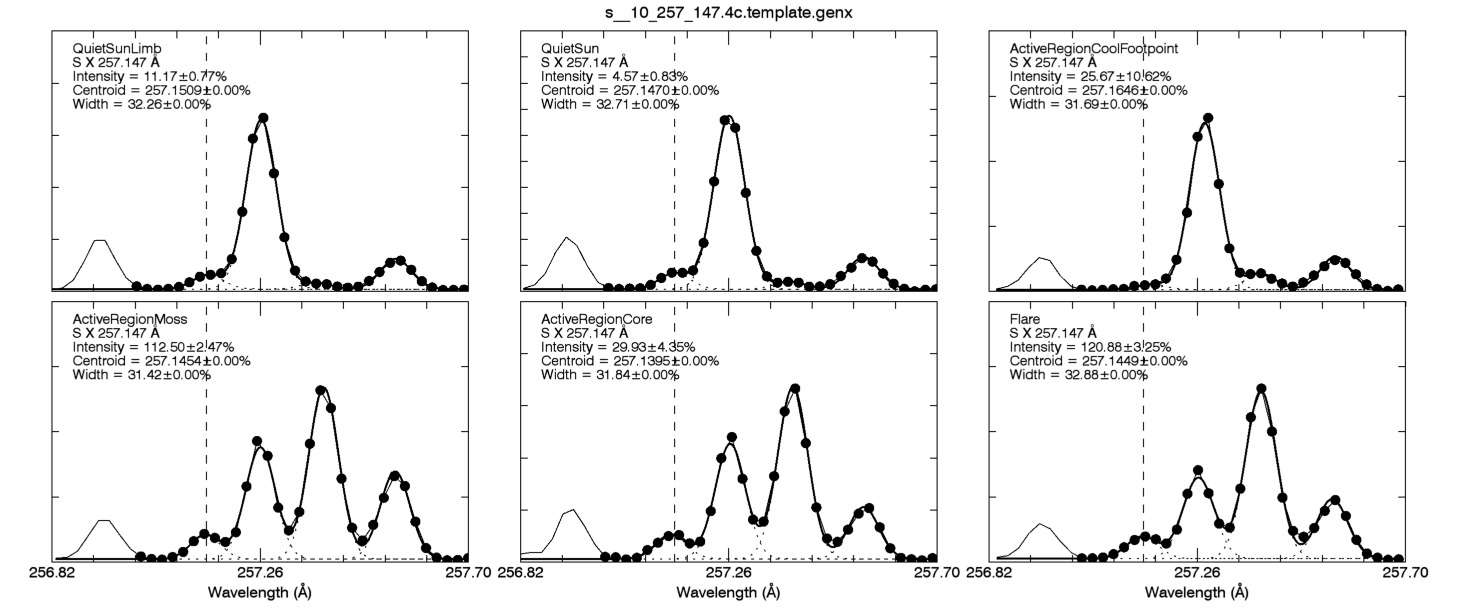 s__10_257_147.4c.template.genx
QuietSunLimb
S X 257.147 Å
Intensity = 11.17±0.77%
Centroid = 257.1509±0.00%
Width = 32.26±0.00%
QuietSun
S X 257.147 Å
Intensity = 4.57±0.83%
Centroid = 257.1470±0.00%
Width = 32.71±0.00%
ActiveRegionCoolFootpoint
S X 257.147 Å
Intensity = 25.67±10.62%
Centroid = 257.1646±0.00%
Width = 31.69±0.00%
ActiveRegionMoss
S X 257.147 Å
Intensity = 112.50±2.47%
Centroid = 257.1454±0.00%
Width = 31.42±0.00%
ActiveRegionCore
S X 257.147 Å
Intensity = 29.93±4.35%
Centroid = 257.1395±0.00%
Width = 31.84±0.00%
Flare
S X 257.147 Å
Intensity = 120.88±3.25%
Centroid = 257.1449±0.00%
Width = 32.88±0.00%
256.82 257.26 257.70
256.82 257.26 257.70
256.82 257.26 257.70
Wavelength (Å)
Wavelength (Å)
Wavelength (Å)